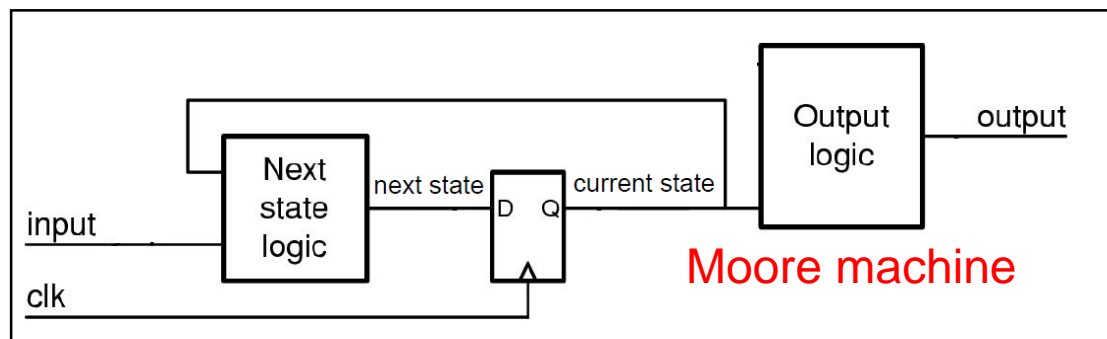 Next
state
logic
input
clk
next state
D
Q
current state
Output
logic
output
Moore machine